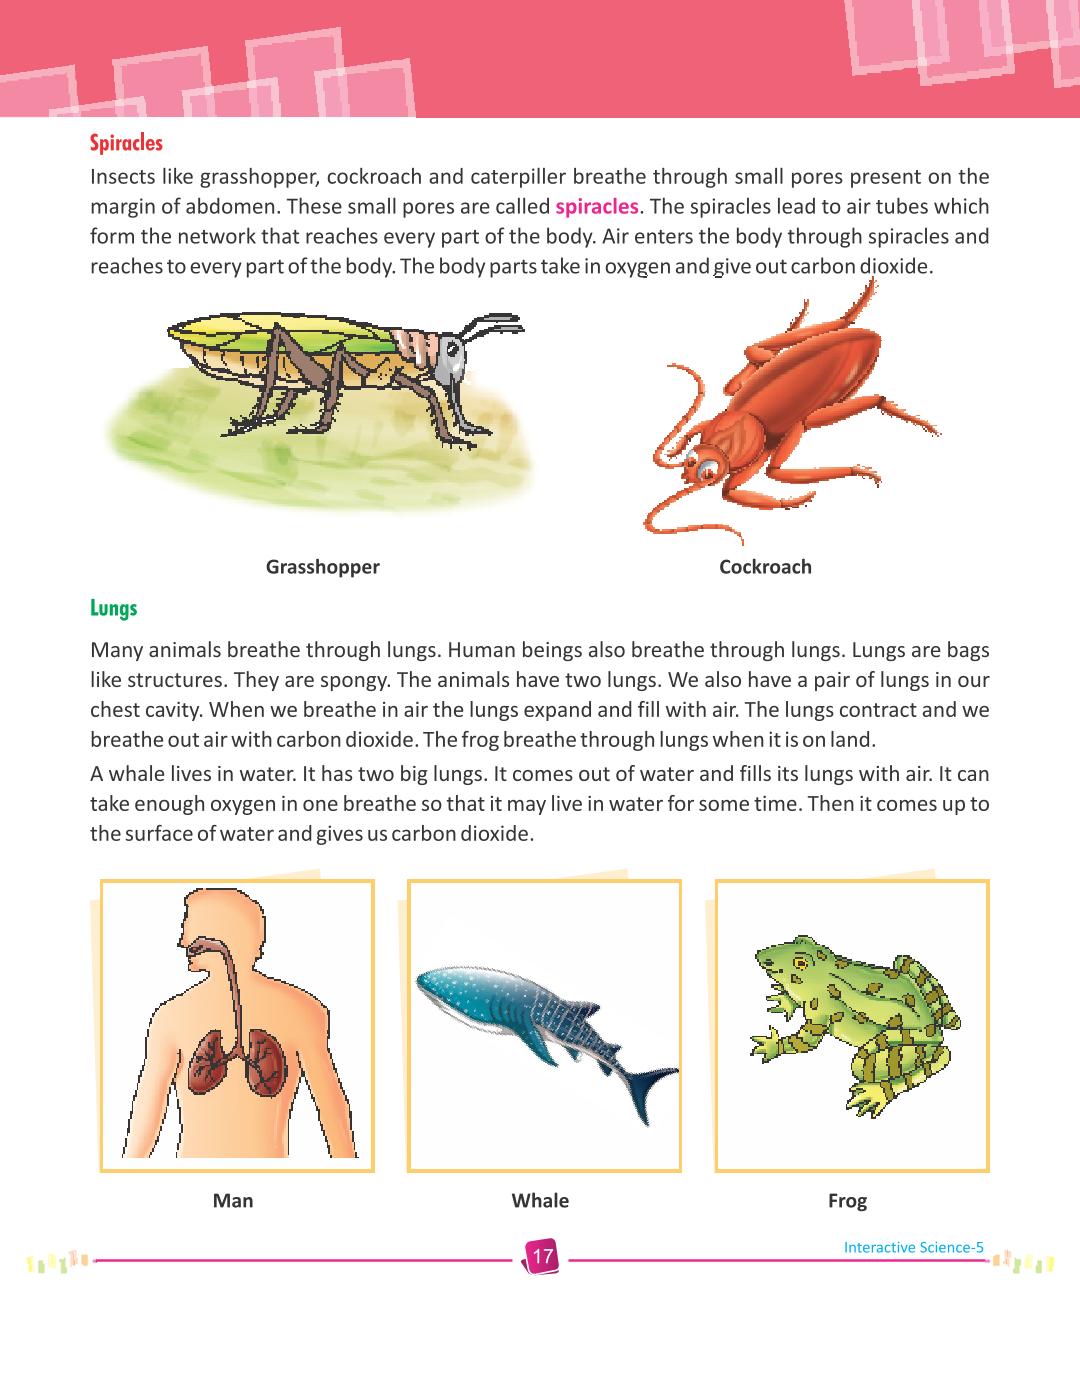 Spiracles
Insects like grasshopper, cockroach and caterpiller breathe through small pores present on the
margin of abdomen. These small pores are called spiracles. The spiracles lead to air tubes which
form the network that reaches every part of the body. Air enters the body through spiracles and
reaches to every part of the body. The body parts take in oxygen and give out carbon dioxide.
Grasshopper
Cockroach
Lungs
Many animals breathe through lungs. Human beings also breathe through lungs. Lungs are bags
like structures. They are spongy. The animals have two lungs. We also have a pair of lungs in our
chest cavity. When we breathe in air the lungs expand and fill with air. The lungs contract and we
breathe out air with carbon dioxide. The frog breathe through lungs when it is on land.
A whale lives in water. It has two big lungs. It comes out of water and fills its lungs with air. It can
take enough oxygen in one breathe so that it may live in water for some time. Then it comes up to
the surface of water and gives us carbon dioxide.
Man
Whale
Frog
17
Interactive Science-5